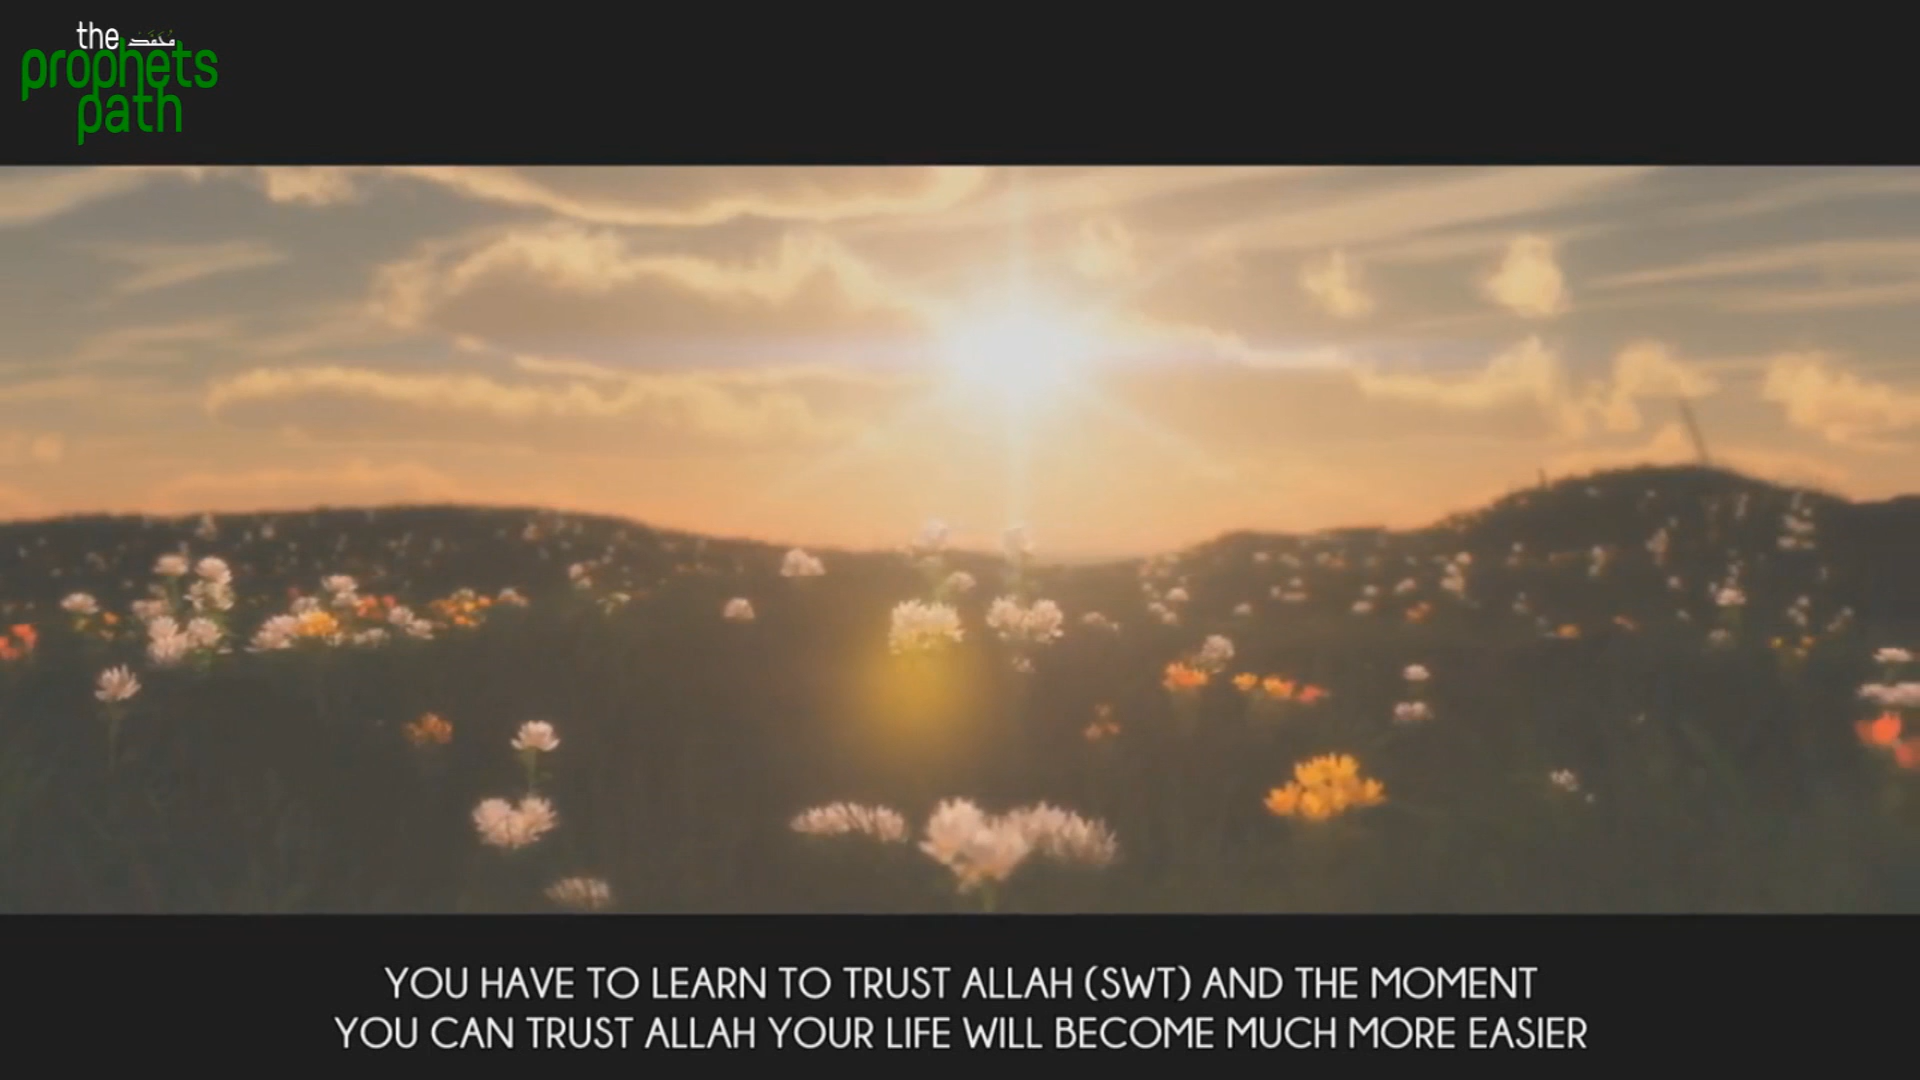 the مُحَمَّد
prophets
path
YOU HAVE TO LEARN TO TRUST ALLAH (SWT) AND THE MOMENT
YOU CAN TRUST ALLAH YOUR LIFE WILL BECOME MUCH MORE EASIER